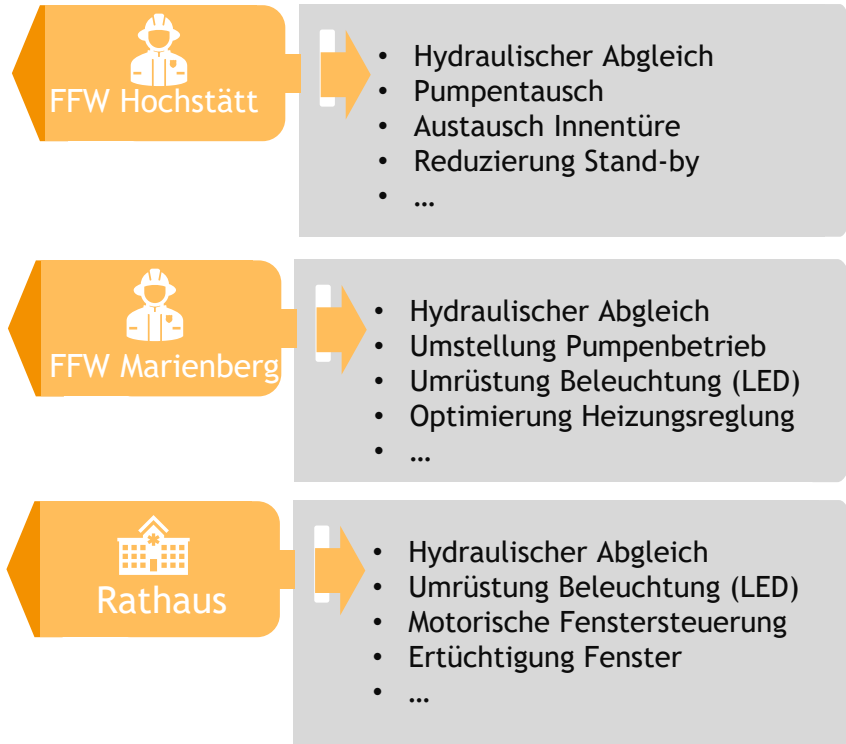 FFW Hochstätt
• Hydraulischer Abgleich
• Pumpentausch
• Austausch Innentüre
• Reduzierung Stand-by
• …
FFW Marienberg
• Hydraulischer Abgleich
• Umstellung Pumpenbetrieb
• Umrüstung Beleuchtung (LED)
• Optimierung Heizungsreglung
• …
Rathaus
• Hydraulischer Abgleich
• Umrüstung Beleuchtung (LED)
• Motorische Fenstersteuerung
• Ertüchtigung Fenster
• …